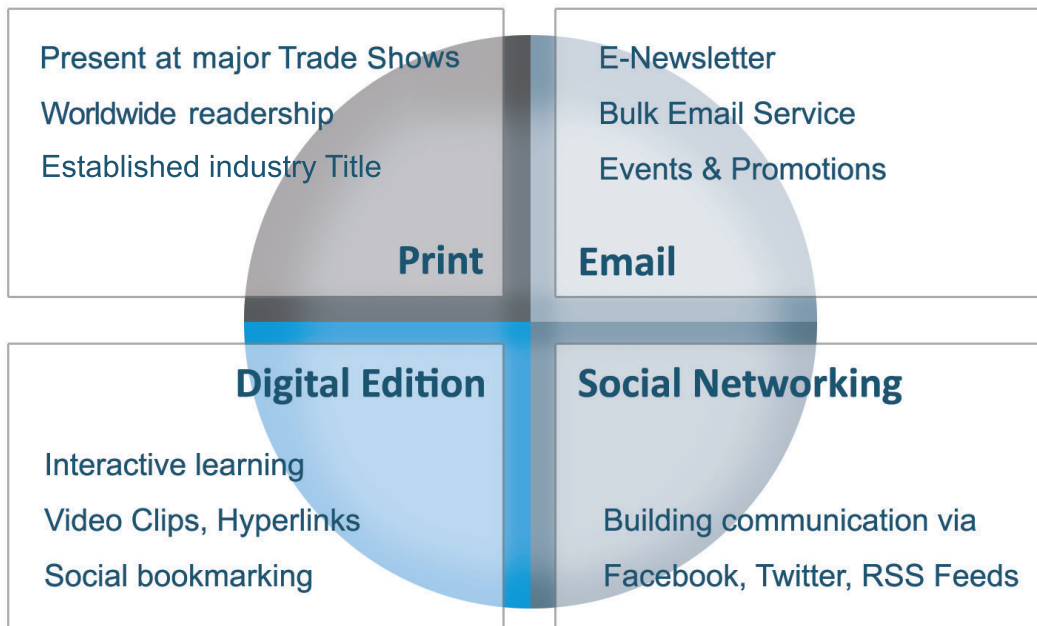 Present at major Trade Shows
Worldwide readership
Established industry Title
Print
E-Newsletter
Bulk Email Service
Events & Promotions
Email
Digital Edition
Interactive learning
Video Clips, Hyperlinks
Social bookmarking
Social Networking
Building communication via
Facebook, Twitter, RSS Feeds